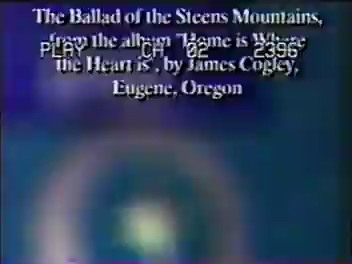 The Ballad of the Steens Mountains,
from the album "Home is Where
PLAY CH 02 2396
the Heart is", by James Cogley,
Eugene, Oregon